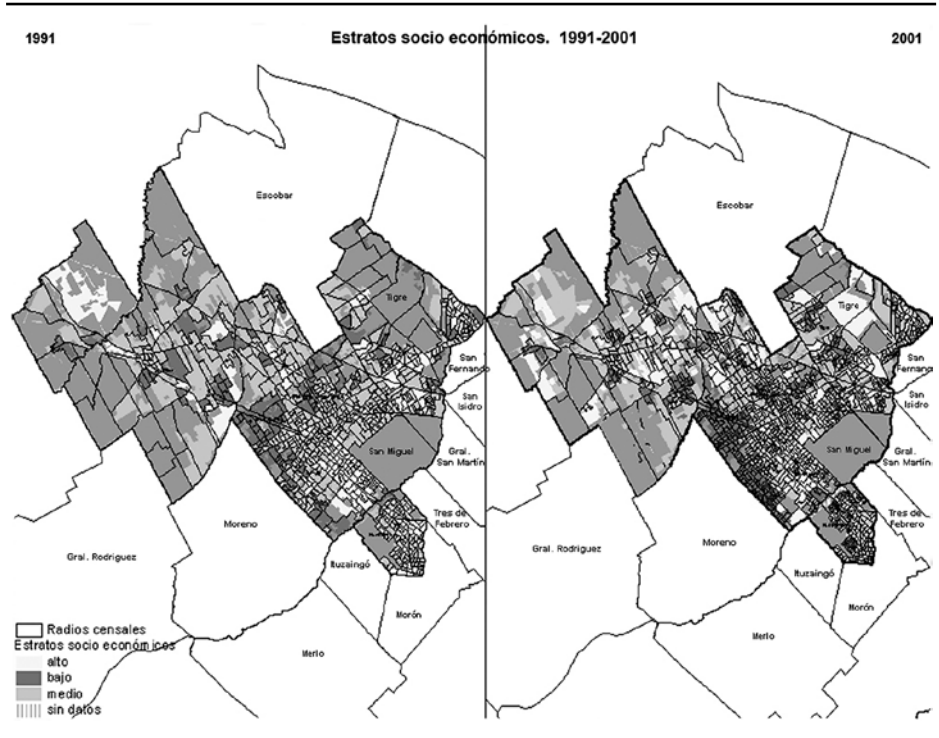 1991
Estratos socio económicos. 1991-2001
2001
Escobar
Tigre
San
Fernando
San
Isidro
San Miguel
Gral.
San Martín
Tres de
Febrero
Moreno
Gral. Rodriguez
Ituzaingó
Morón
Merlo
Radios censales
Estratos socio económicos
alto
bajo
medio
sin datos
Escobar
Tigre
San
Fernando
San
Isidro
San Miguel
Gral.
San Martín
Tres de
Febrero
Moreno
Gral. Rodriguez
Ituzaingó
Morón
Merlo